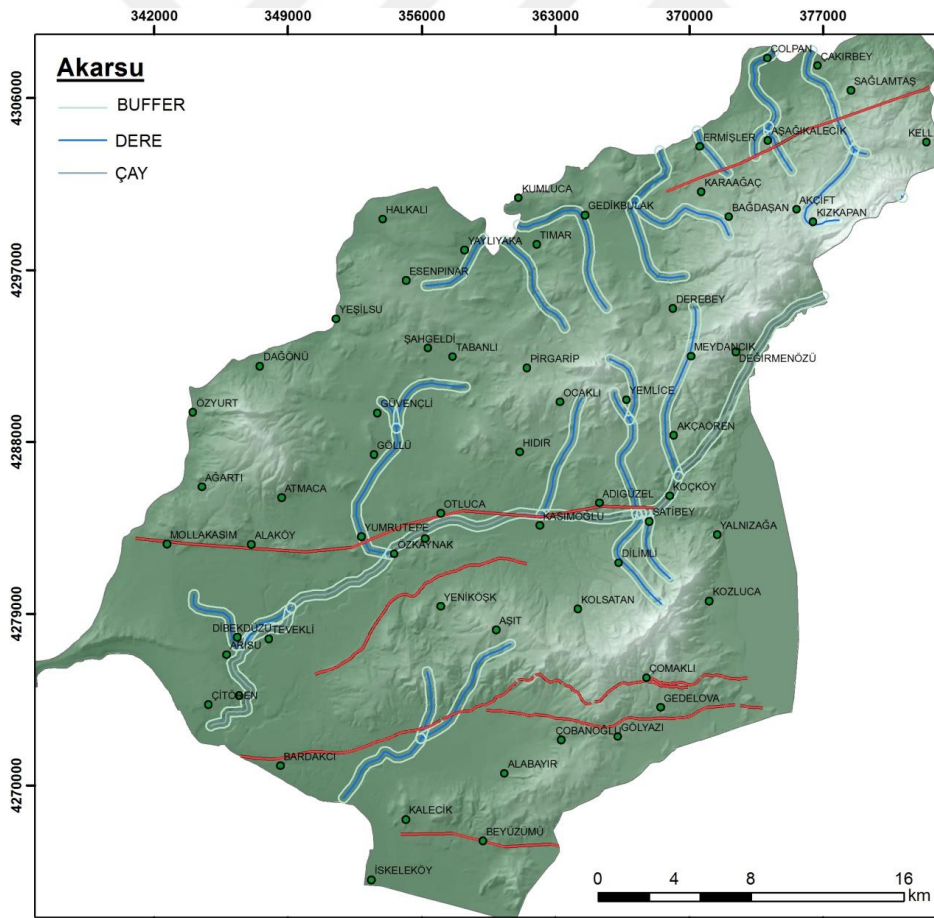 342000 349000 356000 363000 370000 377000
4306000
4297000
4288000
4279000
4270000
Akarsu
BUFFER
DERE
ÇAY
ÇOLPAN
ÇAKIRBEY
SAĞLAMTAŞ
AŞAĞIKALECİK
ERMİŞLER
KELL
KARAAĞAÇ
KUMLUCA
AKÇİFT
HALKALI
GEDİKBULAK
BAĞDAŞAN
KIZKAPAN
YAYLIYAKA
TIMAR
ESENPINAR
DEREBEY
YEŞİLSU
ŞAHGELDİ
TABANLI
MEYDANCIK
DEĞİRMENÖZÜ
DAĞÖNÜ
PİRGARİP
ÖZYURT
GÜVENÇLİ
OCAKLI
YEMLİCE
AKÇAÖREN
GÖLLÜ
HIDIR
AĞARTI
ATMACA
KOÇKÖY
ADIGÜZEL
OTLUCA
KASIMOĞLU
SATIBEY
MOLLAKASIM
ALAKÖY
YUMRUTEPE
YALNIZAĞA
ÖZKAYNAK
DİLİMLİ
YENİKÖŞK
KOLSATAN
KOZLUCA
DİBEKDÜZÜ
TEVEKLİ
AŞIT
ARISU
ÇOMAKLI
ÇİTÖREN
GEDELOVA
ÇOBANOĞLU
GÖLYAZI
BARDAKCI
ALABAYIR
KALECİK
BEYÜZÜMÜ
İSKELEKÖY
0 4 8 16
km